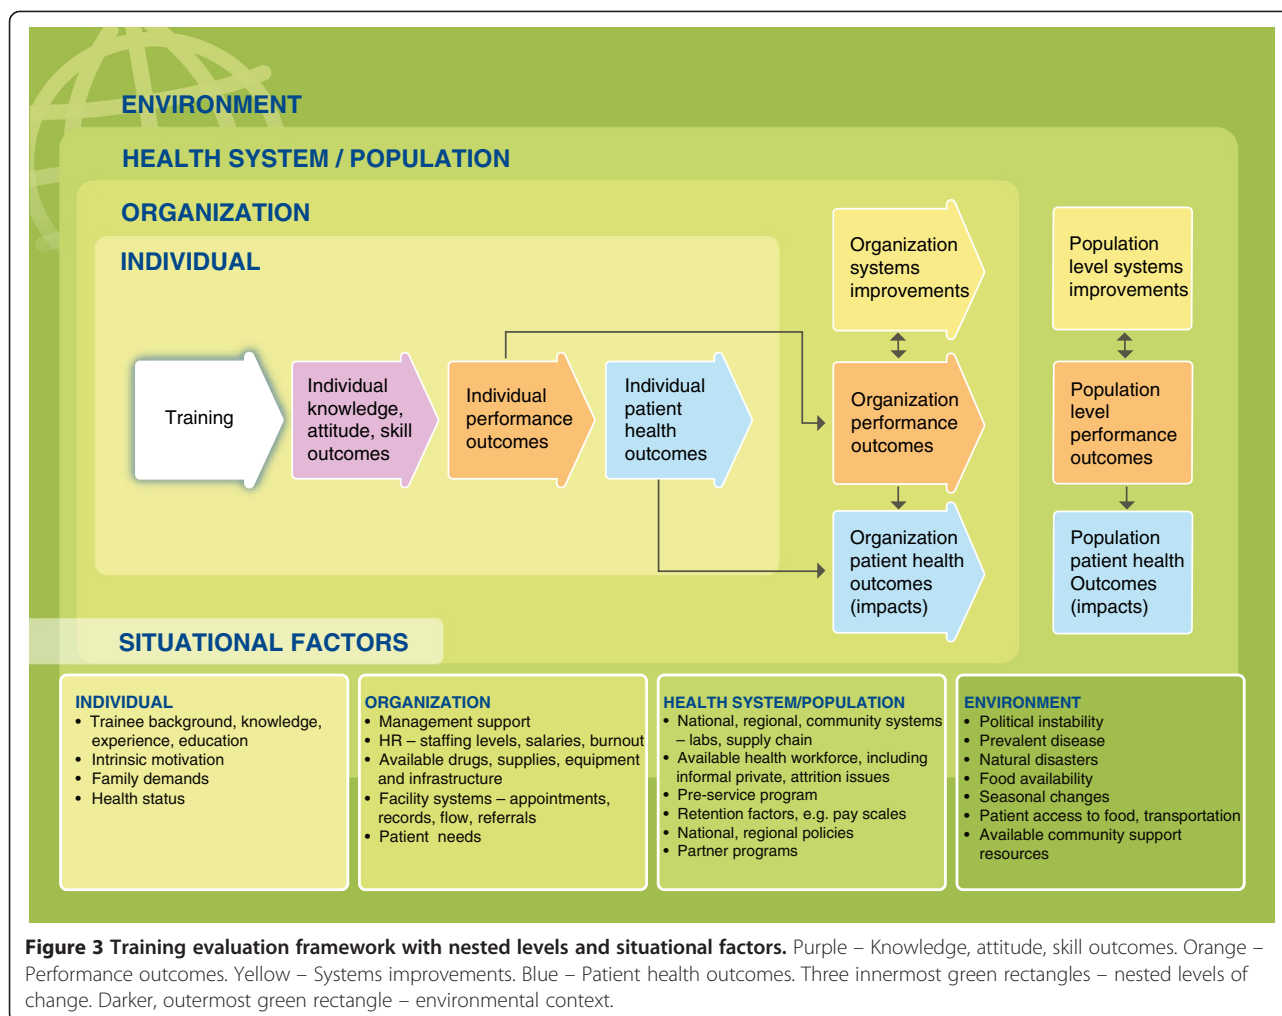 ENVIRONMENT
HEALTH SYSTEM / POPULATION
ORGANIZATION
INDIVIDUAL
Training
Individual
knowledge,
attitude, skill
outcomes
Individual
performance
outcomes
Individual
patient
health
outcomes
Organization
systems
improvements
Organization
performance
outcomes
Organization
patient health
outcomes
(impacts)
Population
level systems
improvements
Population
level
performance
outcomes
Population
patient health
Outcomes
(impacts)
SITUATIONAL FACTORS
INDIVIDUAL
• Trainee background, knowledge,
experience, education
• Intrinsic motivation
• Family demands
• Health status
ORGANIZATION
• Management support
• HR – staffing levels, salaries, burnout
• Available drugs, supplies, equipment
and infrastructure
• Facility systems – appointments,
records, flow, referrals
• Patient needs
HEALTH SYSTEM/POPULATION
• National, regional, community systems
– labs, supply chain
• Available health workforce, including
informal private, attrition issues
• Pre-service program
• Retention factors, e.g. pay scales
• National, regional policies
• Partner programs
ENVIRONMENT
• Political instability
• Prevalent disease
• Natural disasters
• Food availability
• Seasonal changes
• Patient access to food, transportation
• Available community support
resources
Figure 3 Training evaluation framework with nested levels and situational factors. Purple – Knowledge, attitude, skill outcomes. Orange –
Performance outcomes. Yellow – Systems improvements. Blue – Patient health outcomes. Three innermost green rectangles – nested levels of
change. Darker, outermost green rectangle – environmental context.